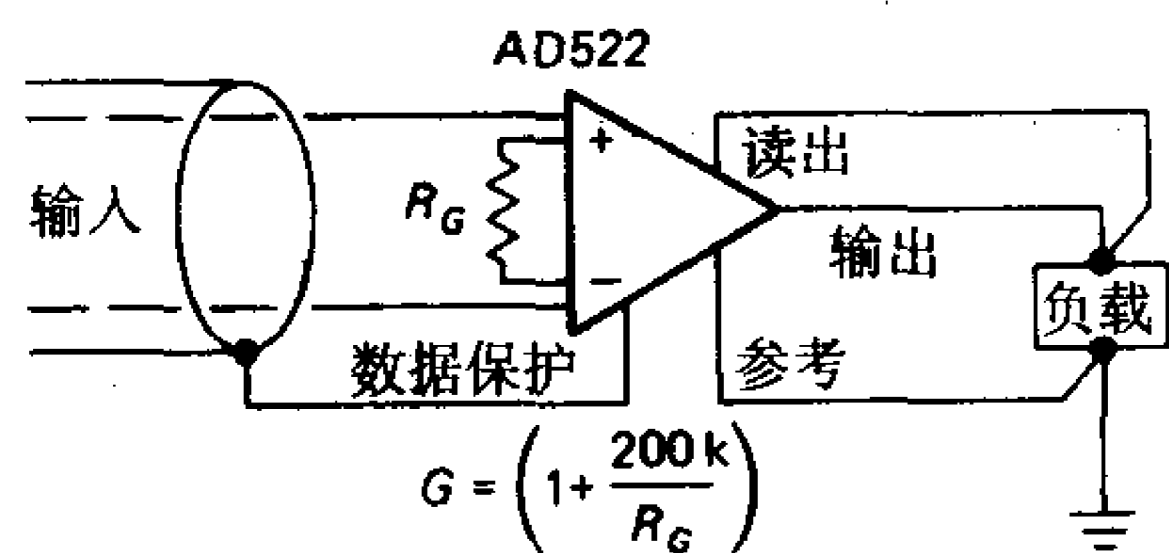 AD522
读出
+
R_G
输入
输出
−
负载
数据保护
参考
G = (1+ 200k/R_G)